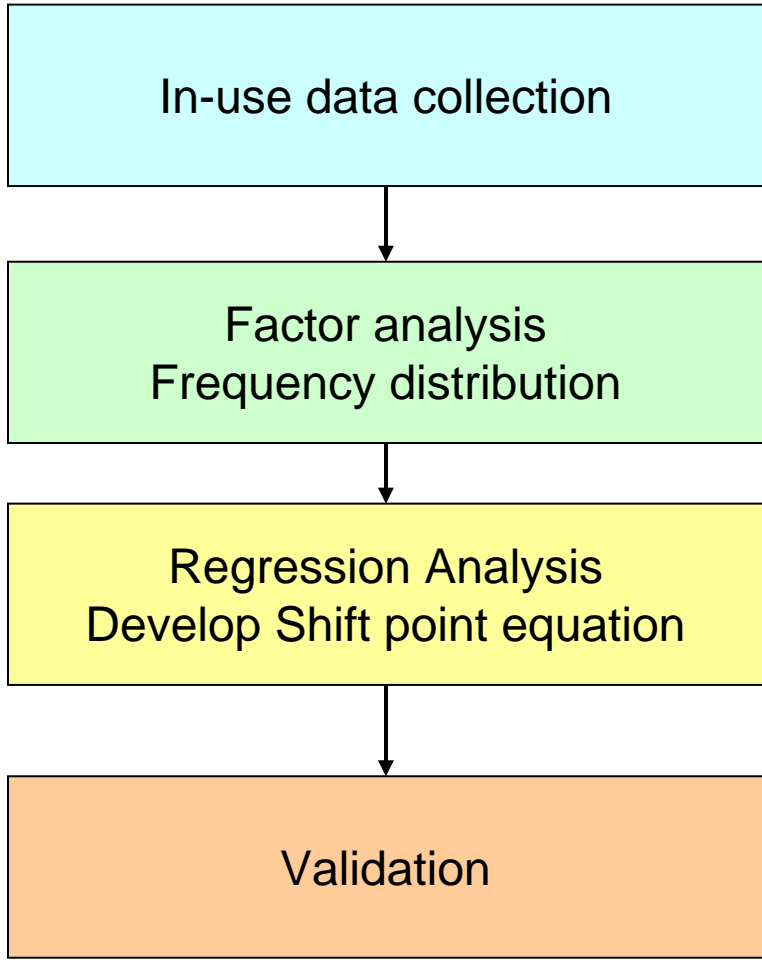 In-use data collection
Factor analysis
Frequency distribution
Regression Analysis
Develop Shift point equation
Validation